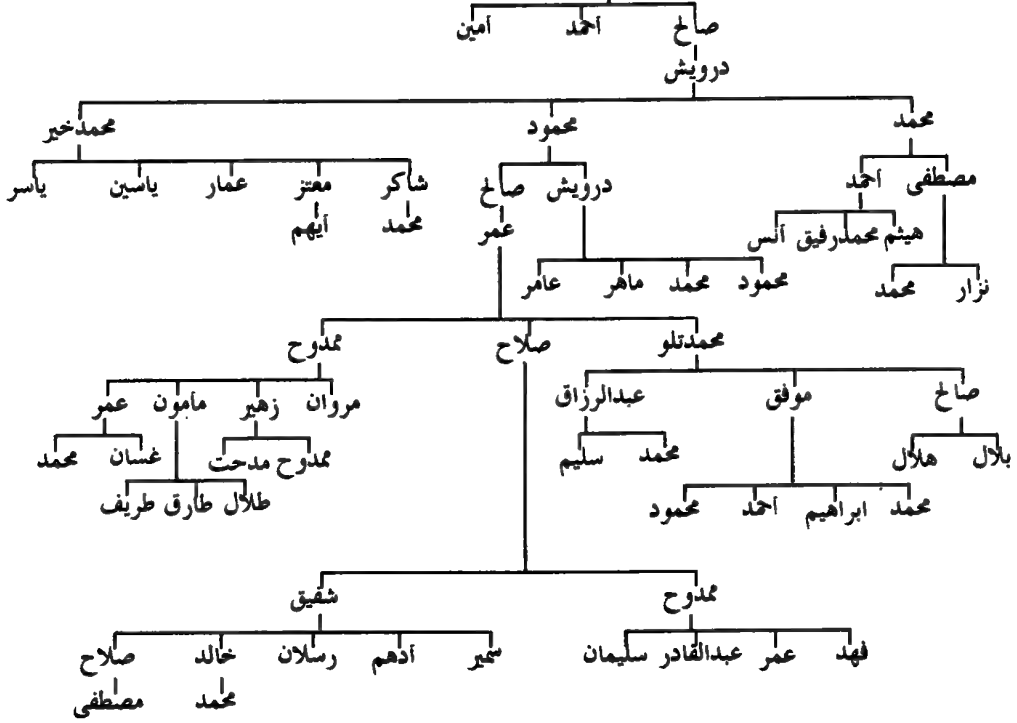 صالح أحمد أمين
درويش
محمد محمود محمدخير
مصطفى أحمد درويش صالح شاكر معتز عمار ياسين ياسر
هيثم محمدرفيق أنس عمر محمد أيهم
نزار محمد محمود محمد ماهر عامر
محمدتلو صلاح ممدوح
صالح موفق عبدالرزاق مروان زهير مأمون عمر
بلال هلال محمد سليم ممدوح مدحت غسان محمد
محمد ابراهيم أحمد محمود طلال طارق طريف
ممدوح شفيق
فهد عمر عبدالقادر سليمان سمير أدهم رسلان خالد صلاح
محمد مصطفى